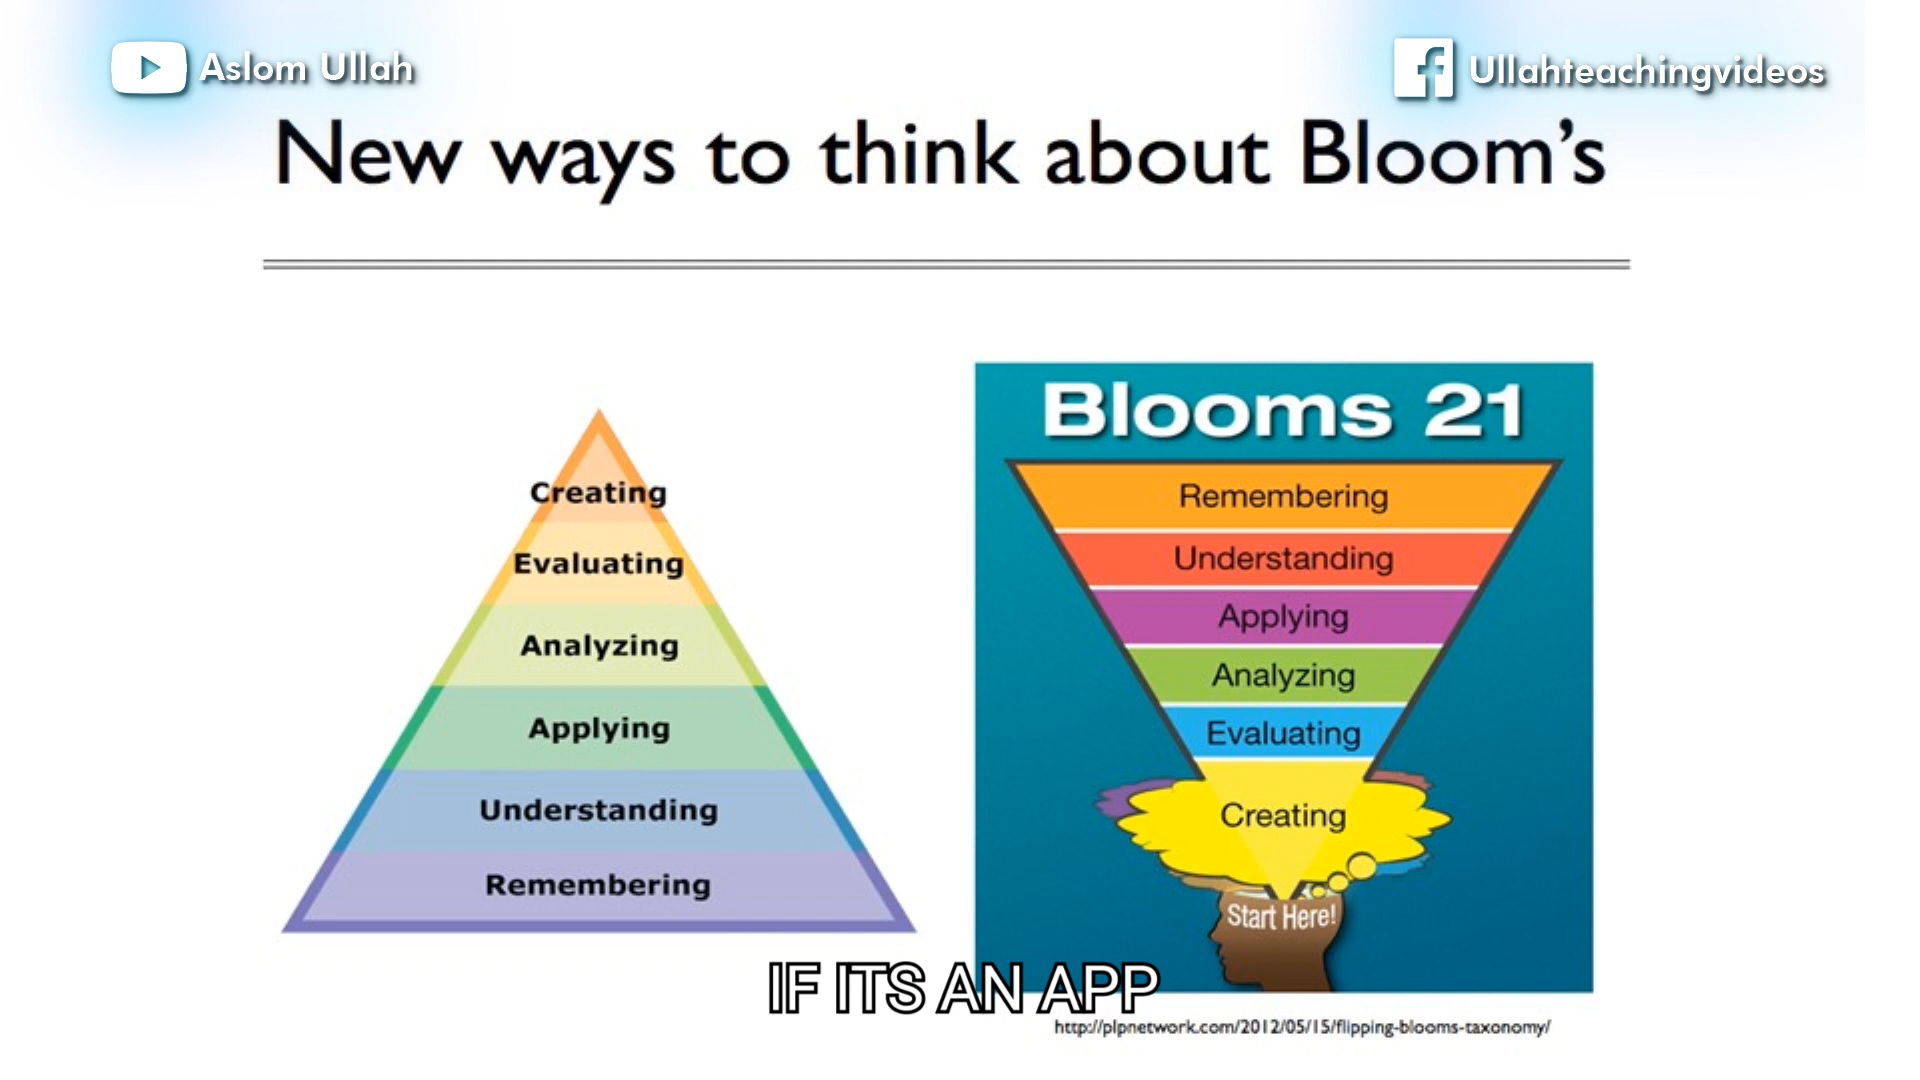 Aslom Ullah
Ullahteachingvideos
New ways to think about Bloom's
Creating
Evaluating
Analyzing
Applying
Understanding
Remembering
Blooms 21
Remembering
Understanding
Applying
Analyzing
Evaluating
Creating
Start Here!
IF ITS AN APP
http://plpnetwork.com/2012/05/15/flipping-blooms-taxonomy/